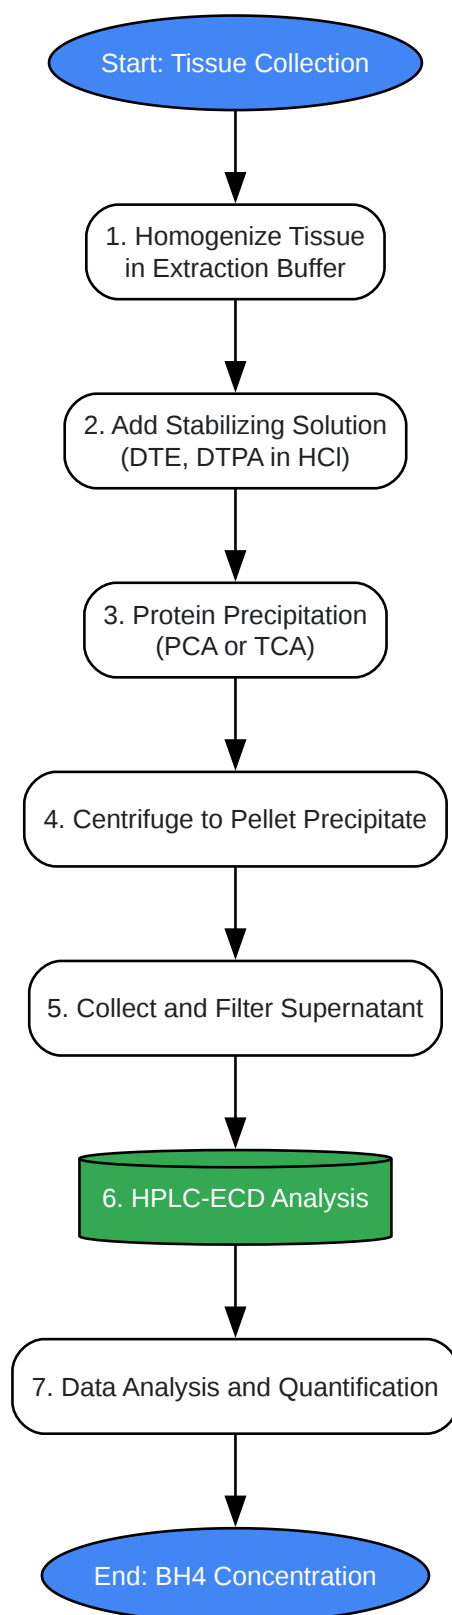 Start: Tissue Collection
1. Homogenize Tissue
in Extraction Buffer
2. Add Stabilizing Solution
(DTE, DTPA in HCl)
3. Protein Precipitation
(PCA or TCA)
4. Centrifuge to Pellet Precipitate
5. Collect and Filter Supernatant
6. HPLC-ECD Analysis
7. Data Analysis and Quantification
End: BH4 Concentration